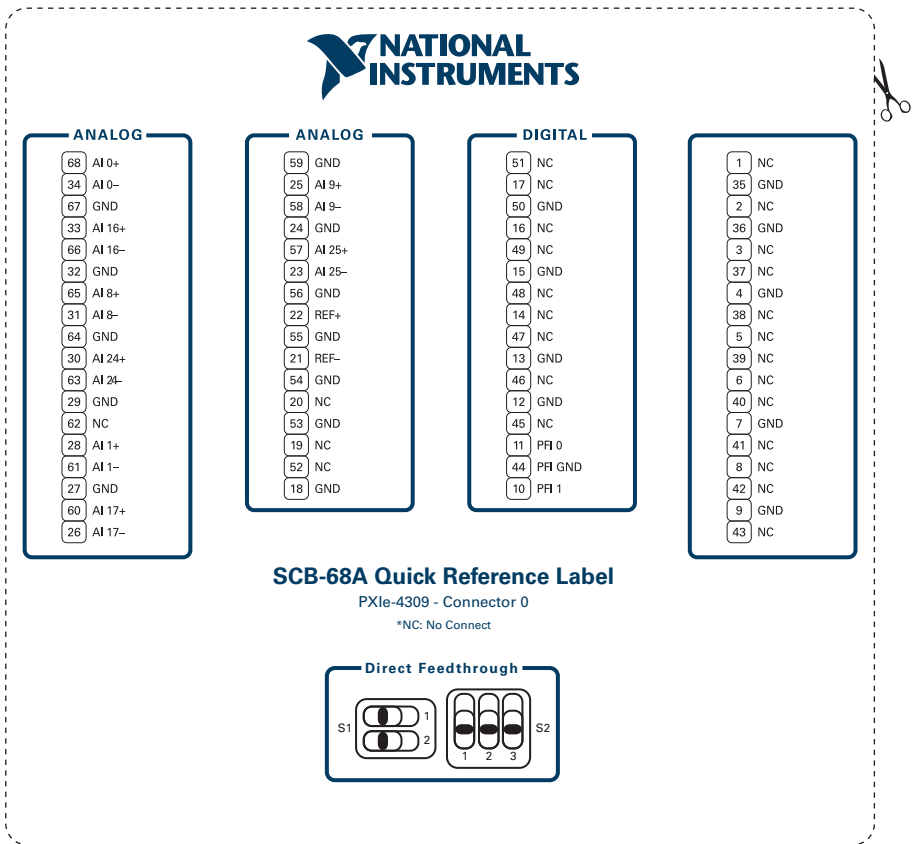 NATIONAL
INSTRUMENTS
ANALOG
68 AI 0+
34 AI 0–
67 GND
33 AI 16+
66 AI 16–
32 GND
65 AI 8+
31 AI 8–
64 GND
30 AI 24+
63 AI 24–
29 GND
62 NC
28 AI 1+
61 AI 1–
27 GND
60 AI 17+
26 AI 17–
ANALOG
59 GND
25 AI 9+
58 AI 9–
24 GND
57 AI 25+
23 AI 25–
56 GND
22 REF+
55 GND
21 REF–
54 GND
20 NC
53 GND
19 NC
52 NC
18 GND
DIGITAL
51 NC
17 NC
50 GND
16 NC
49 NC
15 GND
48 NC
14 NC
47 NC
13 GND
46 NC
12 GND
45 NC
11 PFI 0
44 PFI GND
10 PFI 1
1 NC
35 GND
2 NC
36 GND
3 NC
37 NC
4 GND
38 NC
5 NC
39 NC
6 NC
40 NC
7 GND
41 NC
8 NC
42 NC
9 GND
43 NC
SCB-68A Quick Reference Label
PXIe-4309 - Connector 0
*NC: No Connect
Direct Feedthrough
S1
1
2
S2
1 2 3